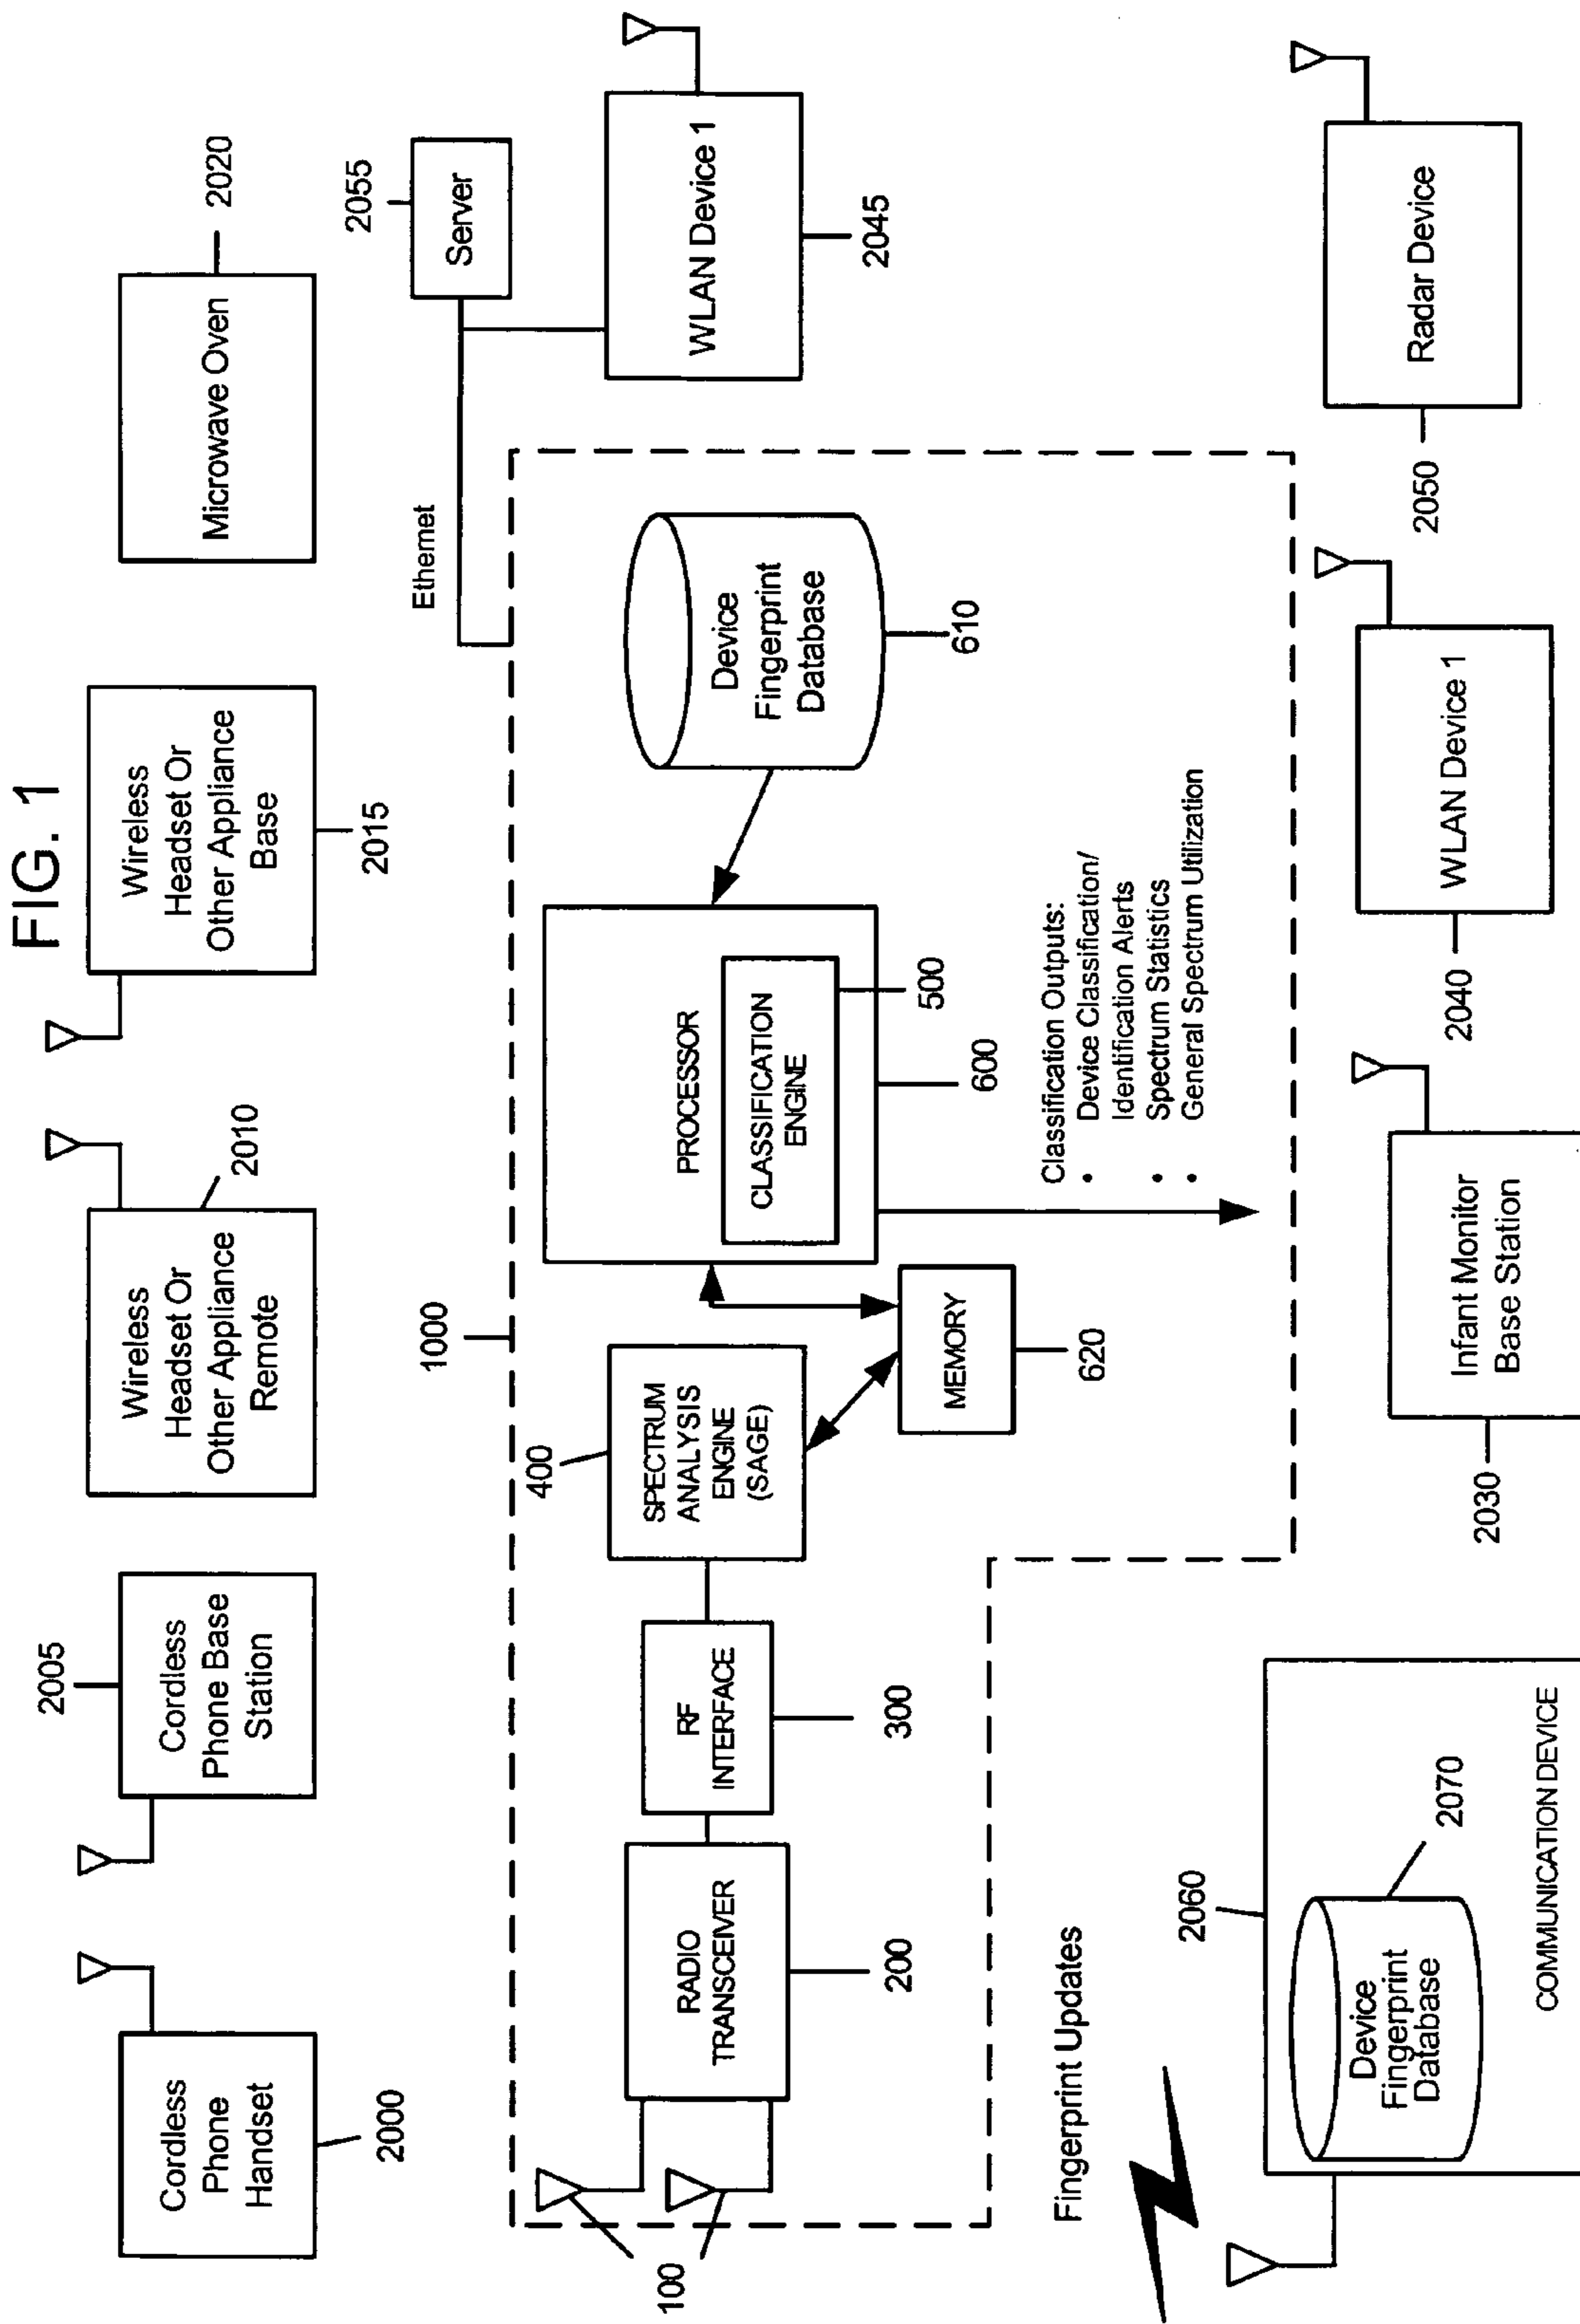 FIG. 1
Cordless
Phone
Handset
2000
2005
Cordless
Phone Base
Station
Wireless
Headset Or
Other Appliance
Remote
2010
Wireless
Headset Or
Other Appliance
Base
2015
Microwave Oven
2020
2055
Server
Ethernet
WLAN Device 1
2045
1000
100
RADIO
TRANSCEIVER
200
RF
INTERFACE
300
400
SPECTRUM
ANALYSIS
ENGINE
(SAGE)
MEMORY
620
PROCESSOR
CLASSIFICATION
ENGINE
500
600
Device
Fingerprint
Database
610
Classification Outputs:
• Device Classification/
Identification Alerts
• Spectrum Statistics
• General Spectrum Utilization
Fingerprint Updates
2060
Device
Fingerprint
Database
2070
COMMUNICATION DEVICE
Infant Monitor
Base Station
2030
WLAN Device 1
2040
Radar Device
2050